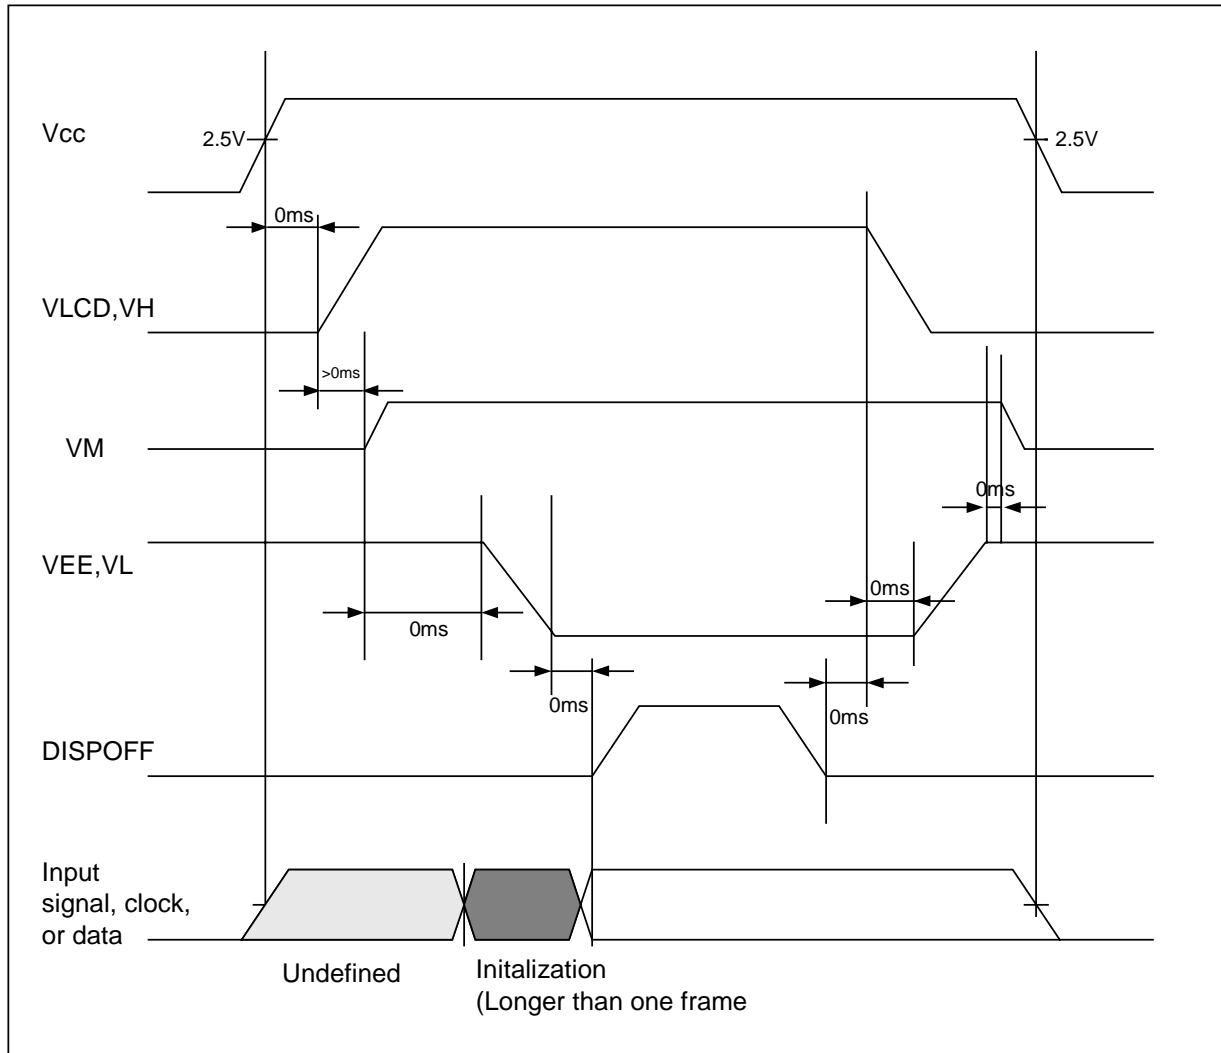 Vcc
2.5V
2.5V
0ms
VLCD,VH
>0ms
VM
0ms
VEE,VL
0ms
0ms
0ms
0ms
DISPOFF
Input
signal, clock,
or data
Undefined
Initalization
(Longer than one frame